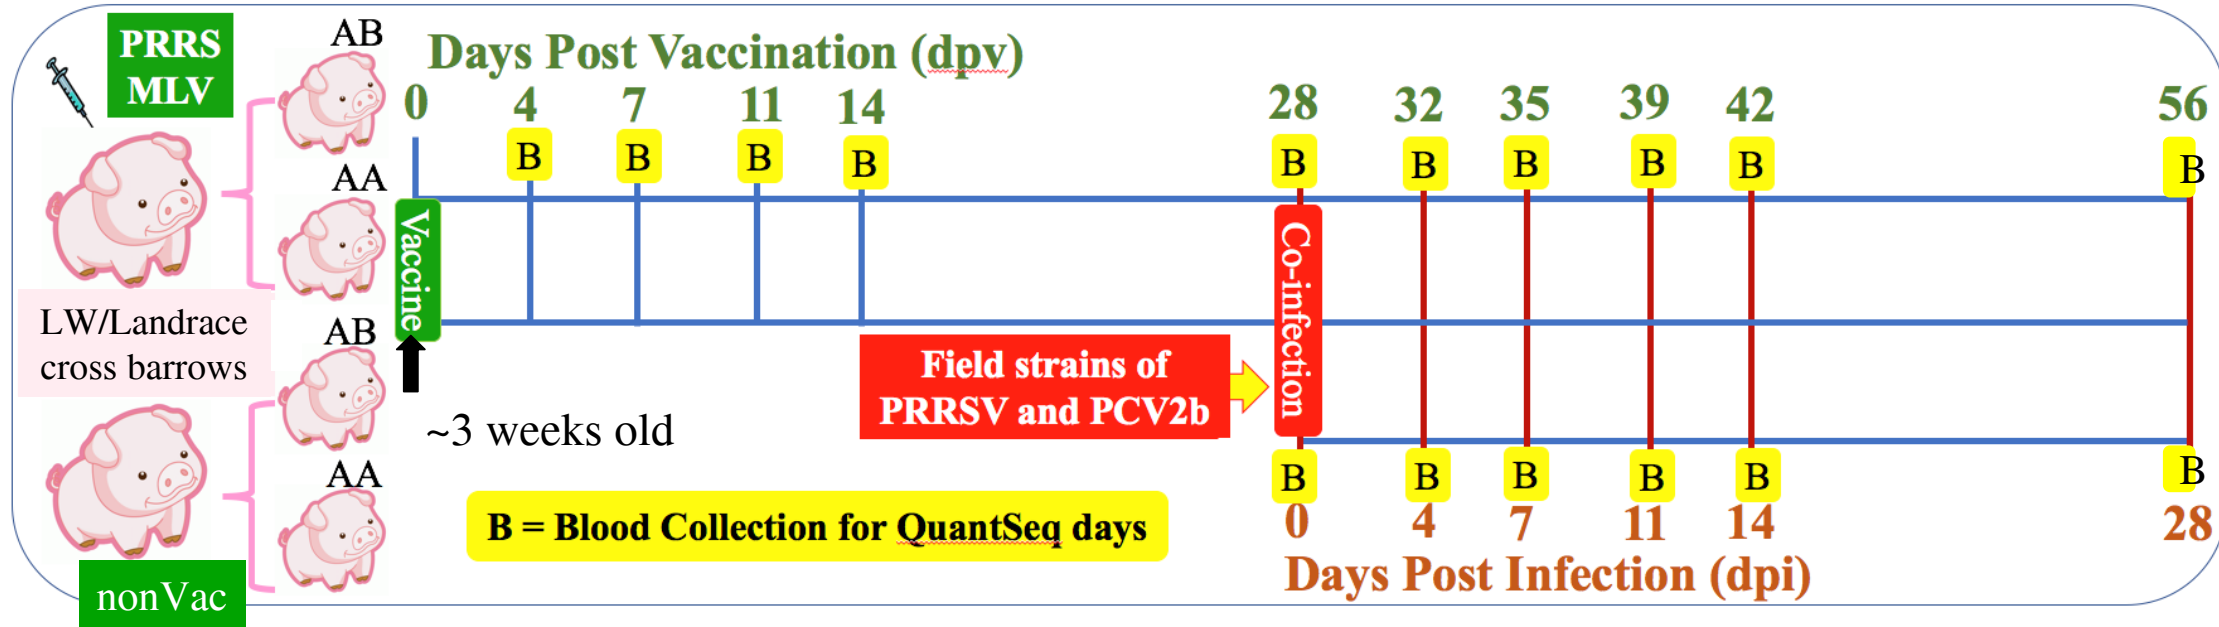 PRRS
MLV
AB
AA
LW/Landrace
cross barrows
AB
AA
nonVac
Days Post Vaccination (dpv)
0 4 7 11 14 28 32 35 39 42 56
B B B B B B B B B B
Vaccine
Co-infection
~3 weeks old
Field strains of
PRRSV and PCV2b
B = Blood Collection for QuantSeq days
B B B B B B
0 4 7 11 14 28
Days Post Infection (dpi)